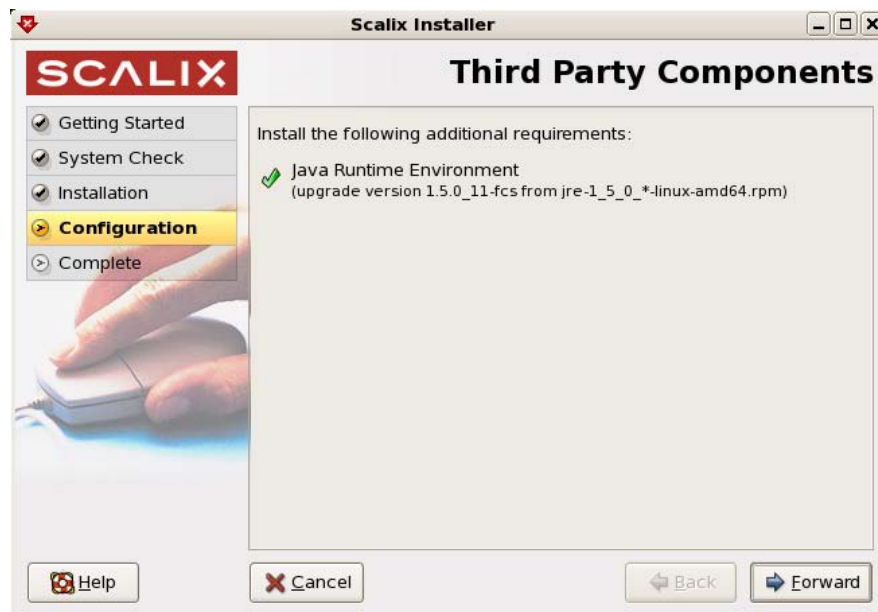 Scalix Installer
SCALIX
Third Party Components
Getting Started
System Check
Installation
Configuration
Complete
Install the following additional requirements:
Java Runtime Environment
(upgrade version 1.5.0_11-fcs from jre-1_5_0_*-linux-amd64.rpm)
Help
Cancel
Back
Forward